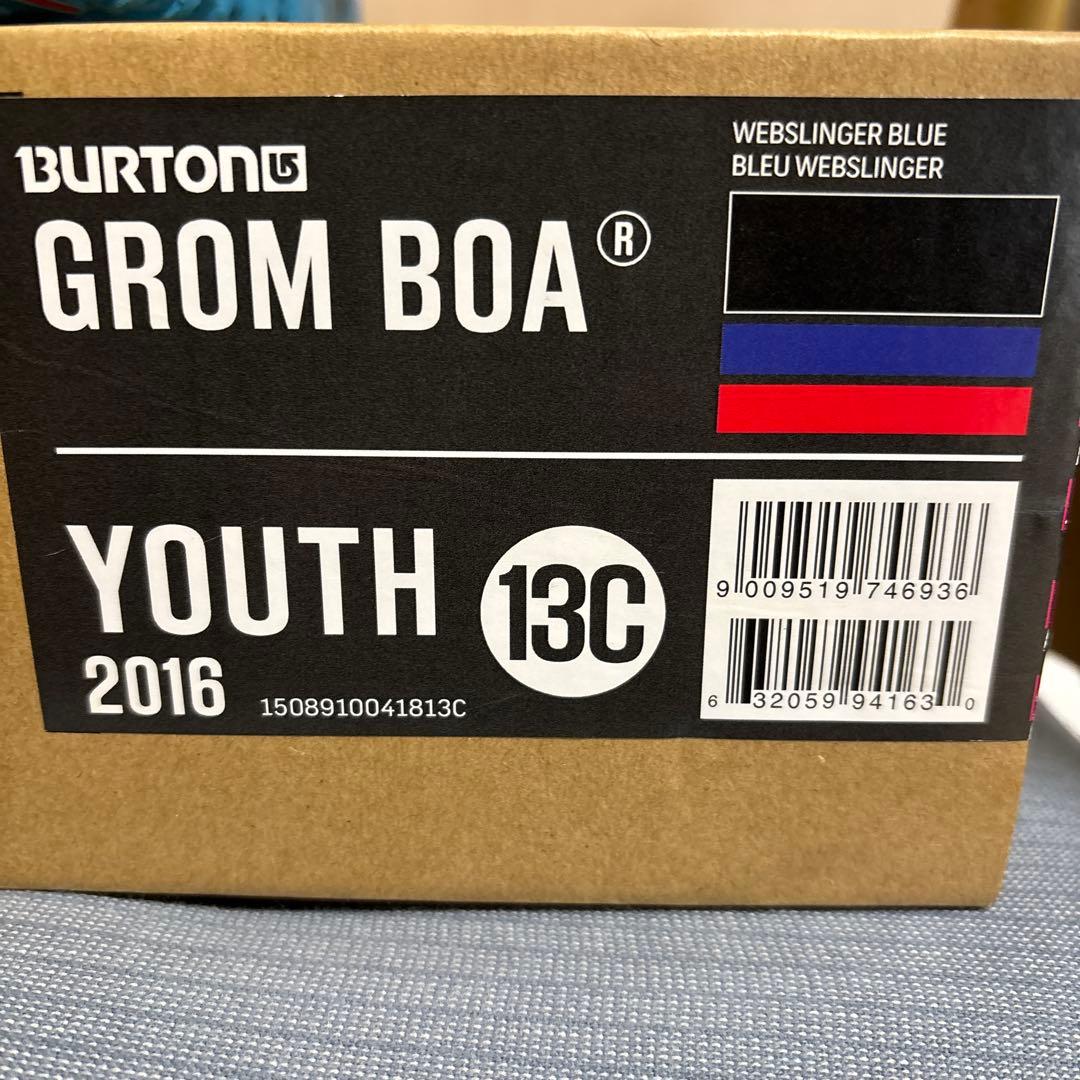 BURTON
GROM BOA®
WEBSLINGER BLUE
BLEU WEBSLINGER
YOUTH 13C
2016 1508910041813C
9 009519 746936
6 32059 94163 0